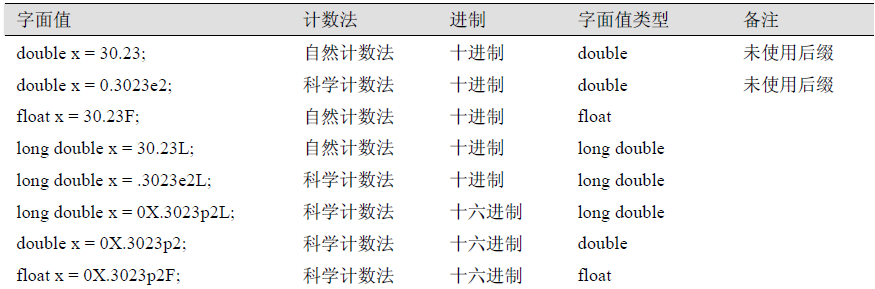 字面值 计数法 进制 字面值类型 备注
double x = 30.23; 自然计数法 十进制 double 未使用后缀
double x = 0.3023e2; 科学计数法 十进制 double 未使用后缀
float x = 30.23F; 自然计数法 十进制 float
long double x = 30.23L; 自然计数法 十进制 long double
long double x = .3023e2L; 科学计数法 十进制 long double
long double x = 0X.3023p2L; 科学计数法 十六进制 long double
double x = 0X.3023p2; 科学计数法 十六进制 double
float x = 0X.3023p2F; 科学计数法 十六进制 float